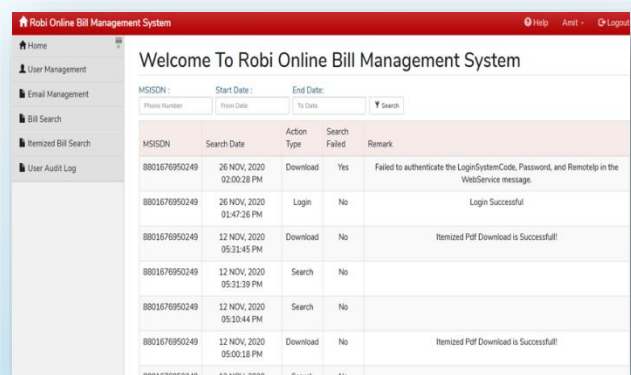 Robi Online Bill Management System
Help Amit Logout
Home
User Management
Email Management
Bill Search
Itemized Bill Search
User Audit Log
Welcome To Robi Online Bill Management System
MSISDN : Start Date : End Date:
Phone Number From Date To Date Search
MSISDN Search Date Action Type Search Failed Remark
8801676950249 26 NOV, 2020 02:00:28 PM Download Yes Failed to authenticate the LoginSystemCode, Password, and RemoteIp in the WebService message.
8801676950249 26 NOV, 2020 01:47:26 PM Login No Login Successful
8801676950249 12 NOV, 2020 05:31:45 PM Download No Itemized Pdf Download is Successfull!
8801676950249 12 NOV, 2020 05:31:39 PM Search No
8801676950249 12 NOV, 2020 05:10:44 PM Search No
8801676950249 12 NOV, 2020 05:00:18 PM Download No Itemized Pdf Download is Successfull!